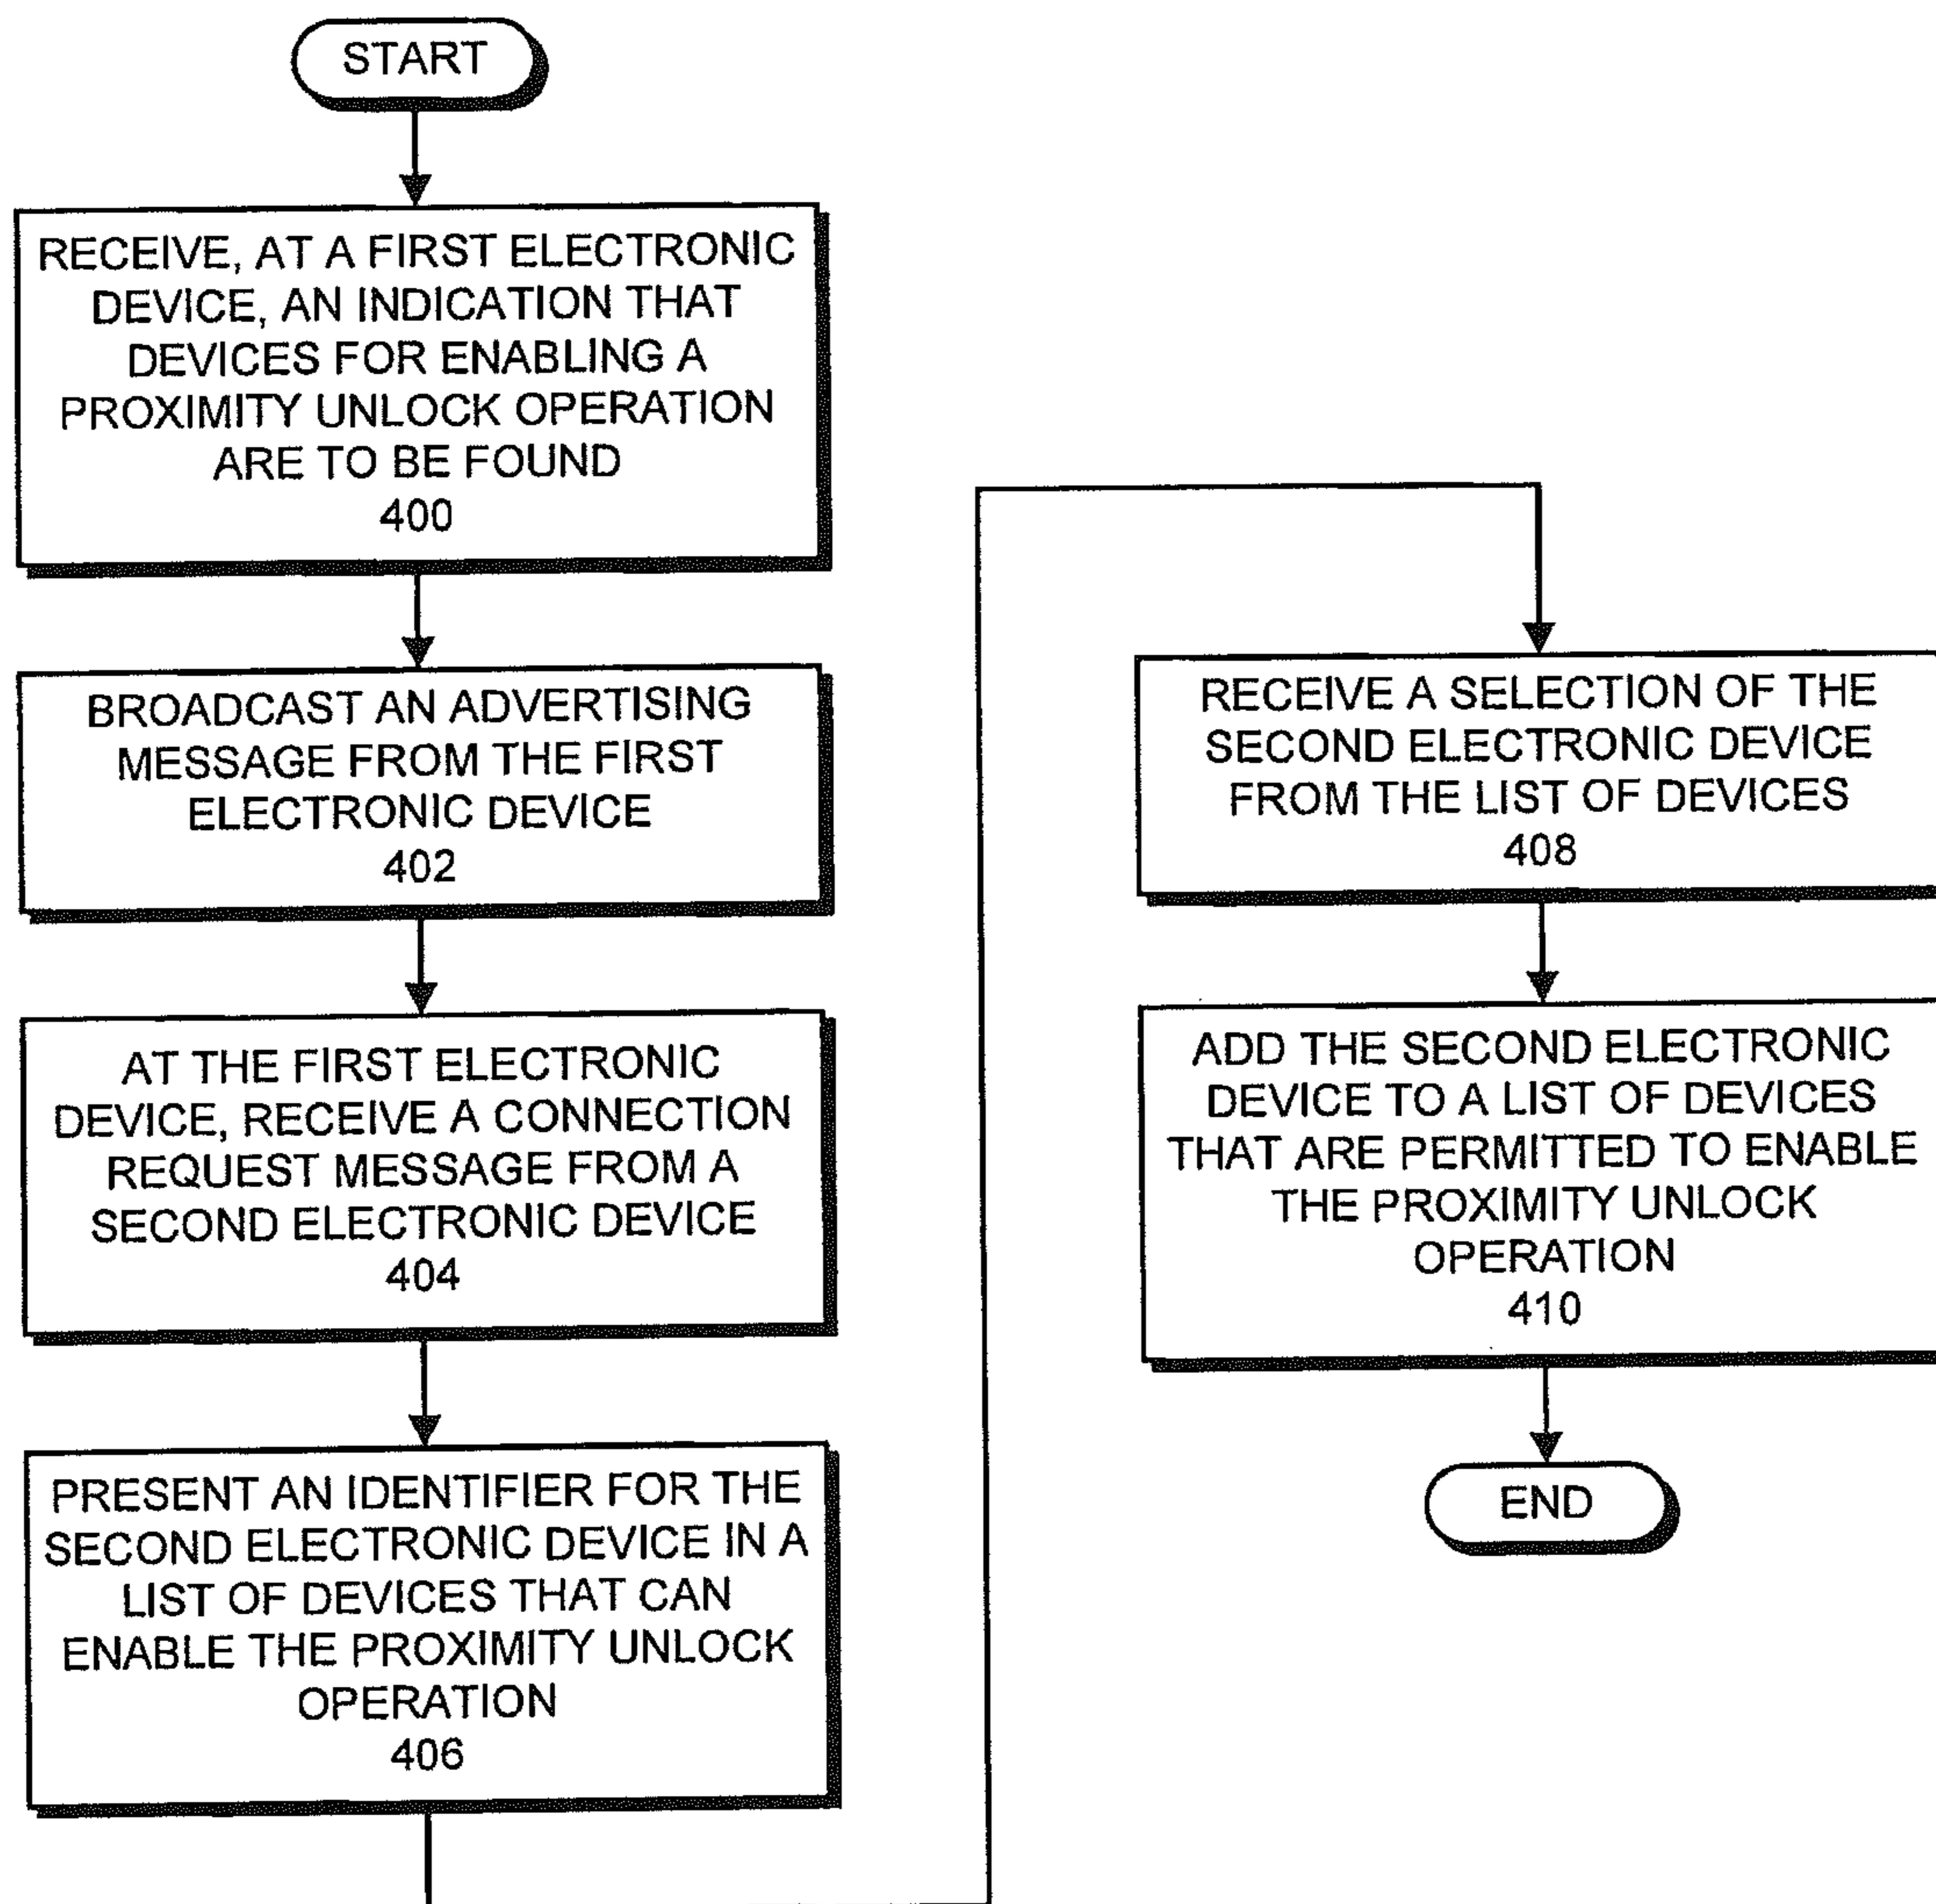 START
RECEIVE, AT A FIRST ELECTRONIC
DEVICE, AN INDICATION THAT
DEVICES FOR ENABLING A
PROXIMITY UNLOCK OPERATION
ARE TO BE FOUND
400
BROADCAST AN ADVERTISING
MESSAGE FROM THE FIRST
ELECTRONIC DEVICE
402
AT THE FIRST ELECTRONIC
DEVICE, RECEIVE A CONNECTION
REQUEST MESSAGE FROM A
SECOND ELECTRONIC DEVICE
404
PRESENT AN IDENTIFIER FOR THE
SECOND ELECTRONIC DEVICE IN A
LIST OF DEVICES THAT CAN
ENABLE THE PROXIMITY UNLOCK
OPERATION
406
RECEIVE A SELECTION OF THE
SECOND ELECTRONIC DEVICE
FROM THE LIST OF DEVICES
408
ADD THE SECOND ELECTRONIC
DEVICE TO A LIST OF DEVICES
THAT ARE PERMITTED TO ENABLE
THE PROXIMITY UNLOCK
OPERATION
410
END